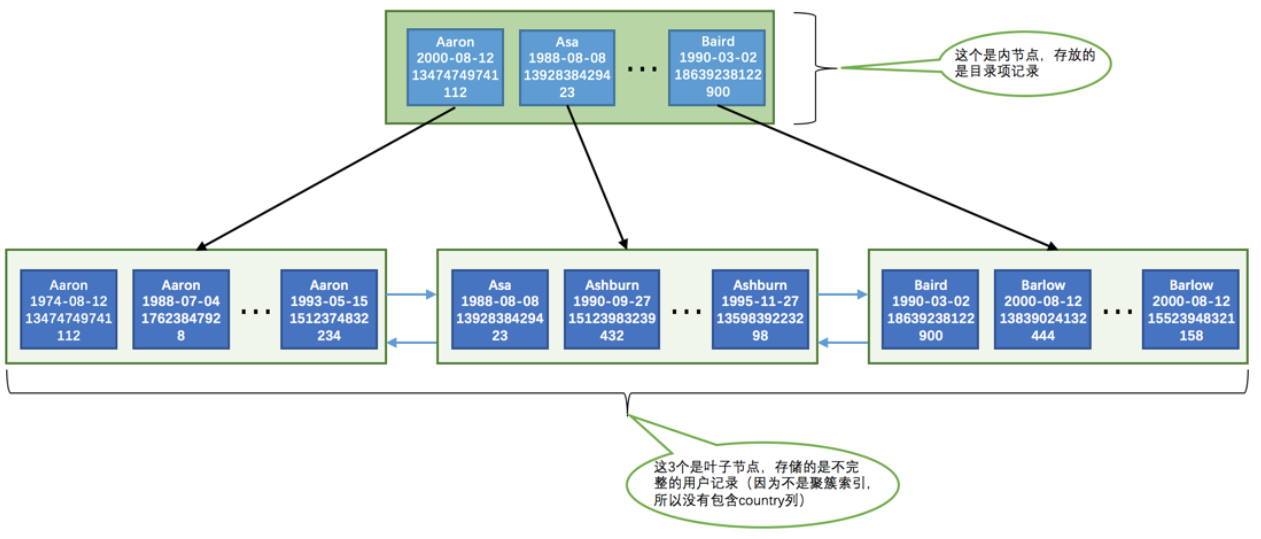 Aaron
2000-08-12
13474749741
112
Asa
1988-08-08
13928384294
23
...
Baird
1990-03-02
18639238122
900
这个是内节点，存放的
是目录项记录
Aaron
1974-08-12
13474749741
112
Aaron
1988-07-04
1762384792
8
...
Aaron
1993-05-15
1512374832
234
Asa
1988-08-08
13928384294
23
Ashburn
1990-09-27
15123983239
432
...
Ashburn
1995-11-27
13598392232
98
Baird
1990-03-02
18639238122
900
Barlow
2000-08-12
13839024132
444
...
Barlow
2000-08-12
15523948321
158
这3个是叶子节点，存储的是不完
整的用户记录（因为不是聚簇索引，
所以没有包含country列）